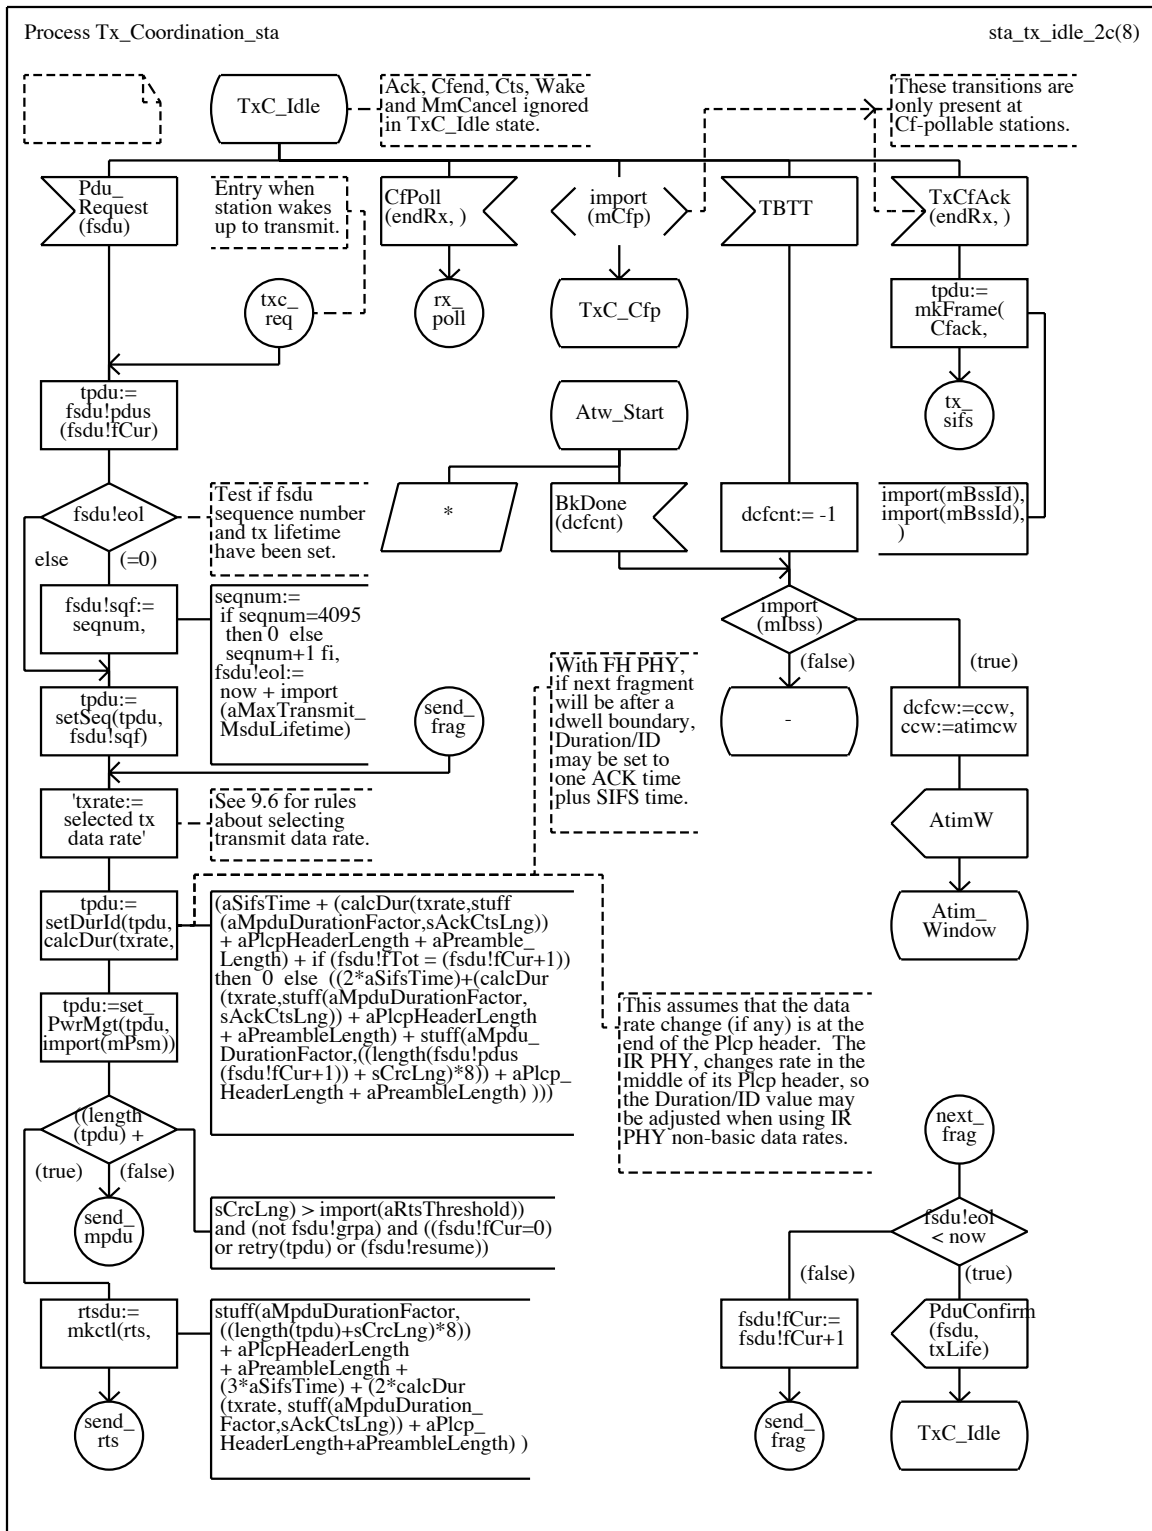 Process Tx_Coordination_sta
sta_tx_idle_2c(8)
TxC_Idle
Ack, Cfend, Cts, Wake
and MmCancel ignored
in TxC_Idle state.
These transitions are
only present at
Cf-pollable stations.
Pdu_
Request
(fsdu)
Entry when
station wakes
up to transmit.
CfPoll
(endRx, )
import
(mCfp)
TBTT
TxCfAck
(endRx, )
txc_
req
rx_
poll
TxC_Cfp
tpdu:=
mkFrame(
Cfack,
tpdu:=
fsdu!pdus
(fsdu!fCur)
Atw_Start
tx_
sifs
fsdu!eol
else
(=0)
Test if fsdu
sequence number
and tx lifetime
have been set.
*
BkDone
(dcfcnt)
dcfcnt:= -1
import(mBssId),
import(mBssId),
)
fsdu!sqf:=
seqnum,
seqnum:=
if seqnum=4095
then 0  else
seqnum+1 fi,
fsdu!eol:=
now + import
(aMaxTransmit_
MsduLifetime)
import
(mIbss)
(false)
(true)
tpdu:=
setSeq(tpdu,
fsdu!sqf)
send_
frag
With FH PHY,
if next fragment
will be after a
dwell boundary,
Duration/ID
may be set to
one ACK time
plus SIFS time.
-
dcfcw:=ccw,
ccw:=atimcw
'txrate:=
selected tx
data rate'
See 9.6 for rules
about selecting
transmit data rate.
AtimW
tpdu:=
setDurId(tpdu,
calcDur(txrate,
(aSifsTime + (calcDur(txrate,stuff
(aMpduDurationFactor,sAckCtsLng))
+ aPlcpHeaderLength + aPreamble_
Length) + if (fsdu!fTot = (fsdu!fCur+1))
then  0  else  ((2*aSifsTime)+(calcDur
(txrate,stuff(aMpduDurationFactor,
sAckCtsLng)) + aPlcpHeaderLength
+ aPreambleLength) + stuff(aMpdu_
DurationFactor,((length(fsdu!pdus
(fsdu!fCur+1)) + sCrcLng)*8)) + aPlcp_
HeaderLength + aPreambleLength) )))
Atim_
Window
tpdu:=set_
PwrMgt(tpdu,
import(mPsm))
This assumes that the data
rate change (if any) is at the
end of the Plcp header.  The
IR PHY, changes rate in the
middle of its Plcp header, so
the Duration/ID value may
be adjusted when using IR
PHY non-basic data rates.
((length
(tpdu) +
(true)
(false)
next_
frag
send_
mpdu
sCrcLng) > import(aRtsThreshold))
and (not fsdu!grpa) and ((fsdu!fCur=0)
or retry(tpdu) or (fsdu!resume))
fsdu!eol
< now
(false)
(true)
rtsdu:=
mkctl(rts,
stuff(aMpduDurationFactor,
((length(tpdu)+sCrcLng)*8))
+ aPlcpHeaderLength
+ aPreambleLength +
(3*aSifsTime) + (2*calcDur
(txrate, stuff(aMpduDuration_
Factor,sAckCtsLng)) + aPlcp_
HeaderLength+aPreambleLength) )
fsdu!fCur:=
fsdu!fCur+1
PduConfirm
(fsdu,
txLife)
send_
rts
send_
frag
TxC_Idle